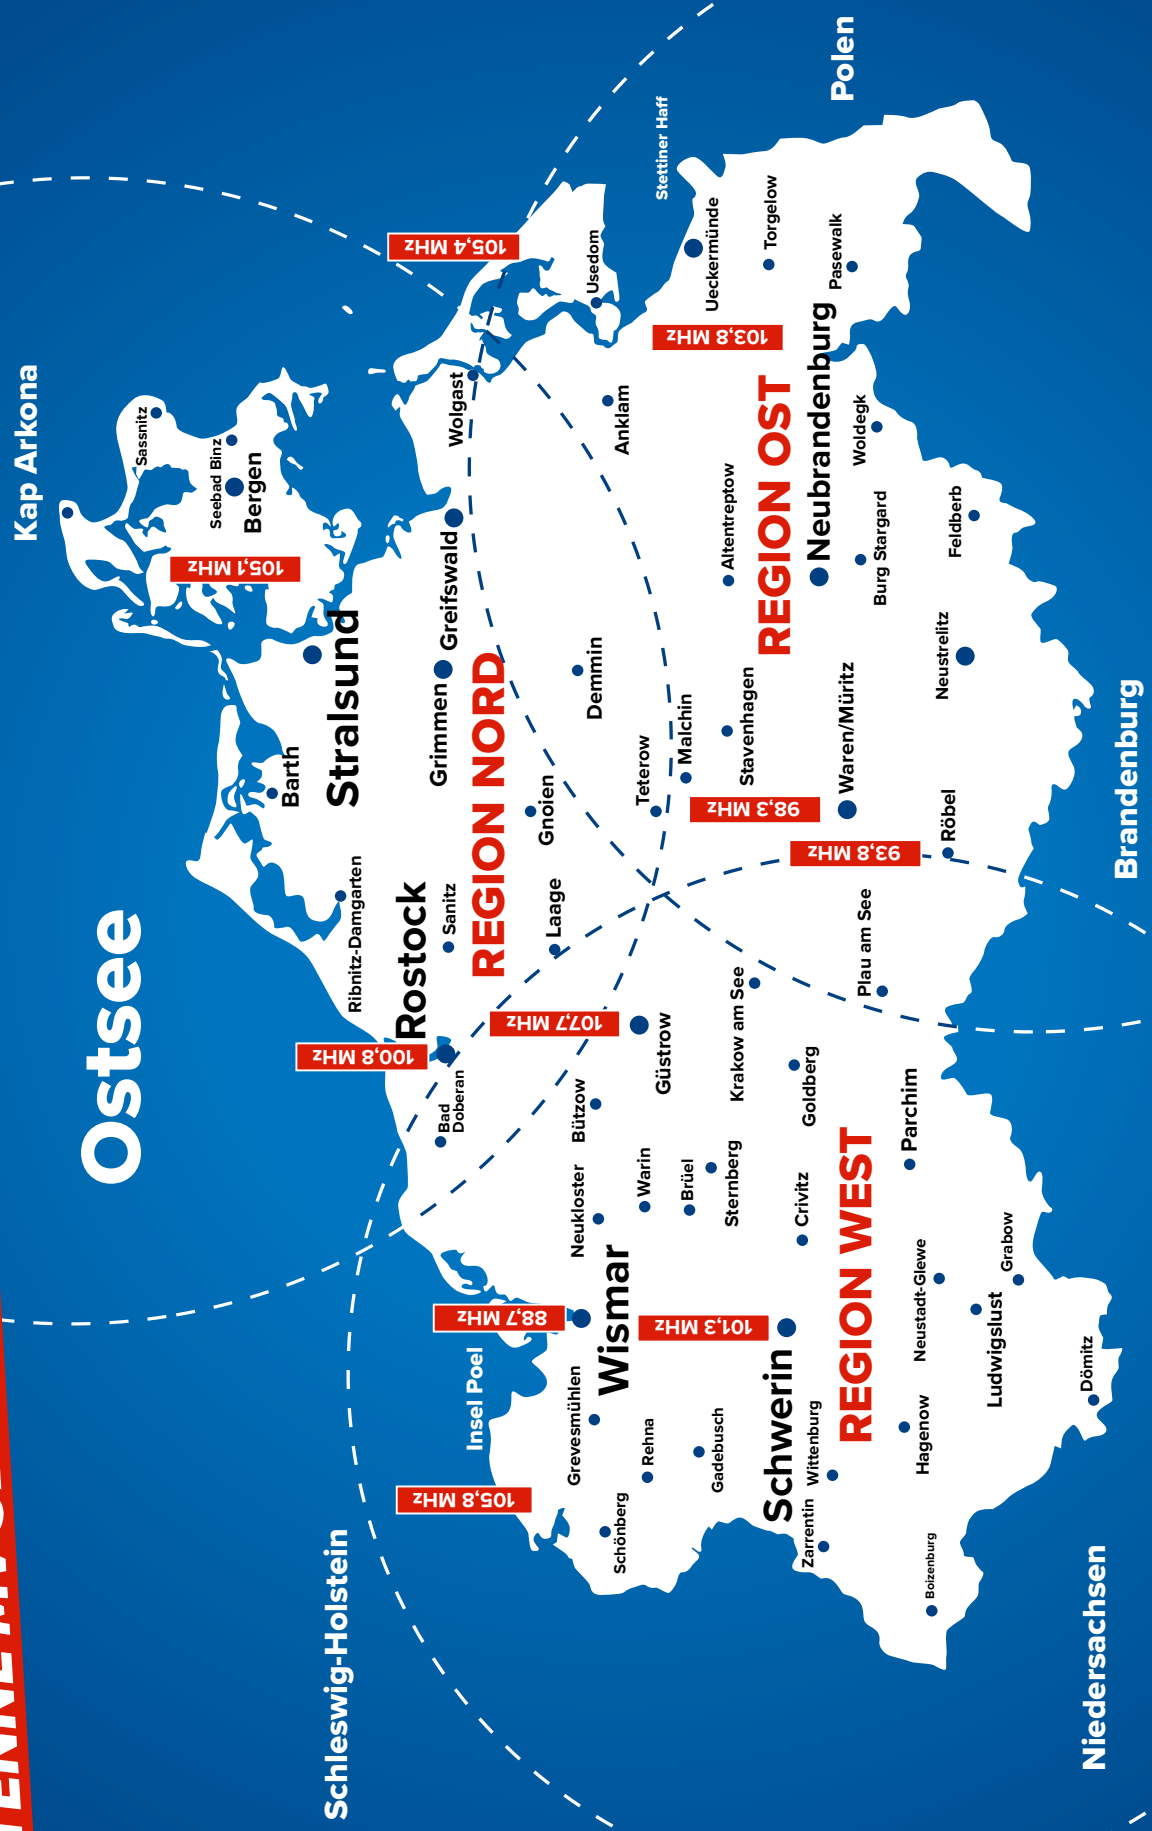 Kap Arkona
Ostsee
Sassnitz
Seebad Binz
Bergen
105,1 MHz
Stralsund
Barth
Ribnitz-Damgarten
Rostock
100,8 MHz
Sanitz
Bad
Doberan
Grimmen
Greifswald
REGION NORD
Wolgast
105,4 MHz
Usedom
Stettiner Haff
Polen
Schleswig-Holstein
Insel Poel
105,8 MHz
88,7 MHz
107,7 MHz
Laage
Gnoien
Demmin
Anklam
Ueckermünde
Torgelow
Pasewalk
103,8 MHz
Grevesmühlen
Wismar
Neukloster
Bützow
Güstrow
Teterow
Malchin
Altentreptow
REGION OST
Schönberg
Rehna
Gadebusch
101,3 MHz
Warin
Brüel
Sternberg
Krakow am See
98,3 MHz
Stavenhagen
Neubrandenburg
Woldegk
Burg Stargard
Schwerin
Crivitz
Goldberg
93,8 MHz
Waren/Müritz
Zarrentin
Wittenburg
REGION WEST
Plau am See
Röbel
Neustrelitz
Feldberb
Boizenburg
Hagenow
Neustadt-Glewe
Parchim
Ludwigslust
Grabow
Dömitz
Niedersachsen
Brandenburg